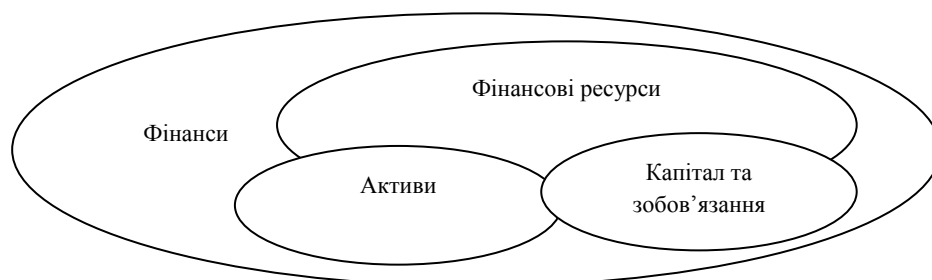 Фінансові ресурси
Фінанси
Активи
Капітал та
зобов’язання